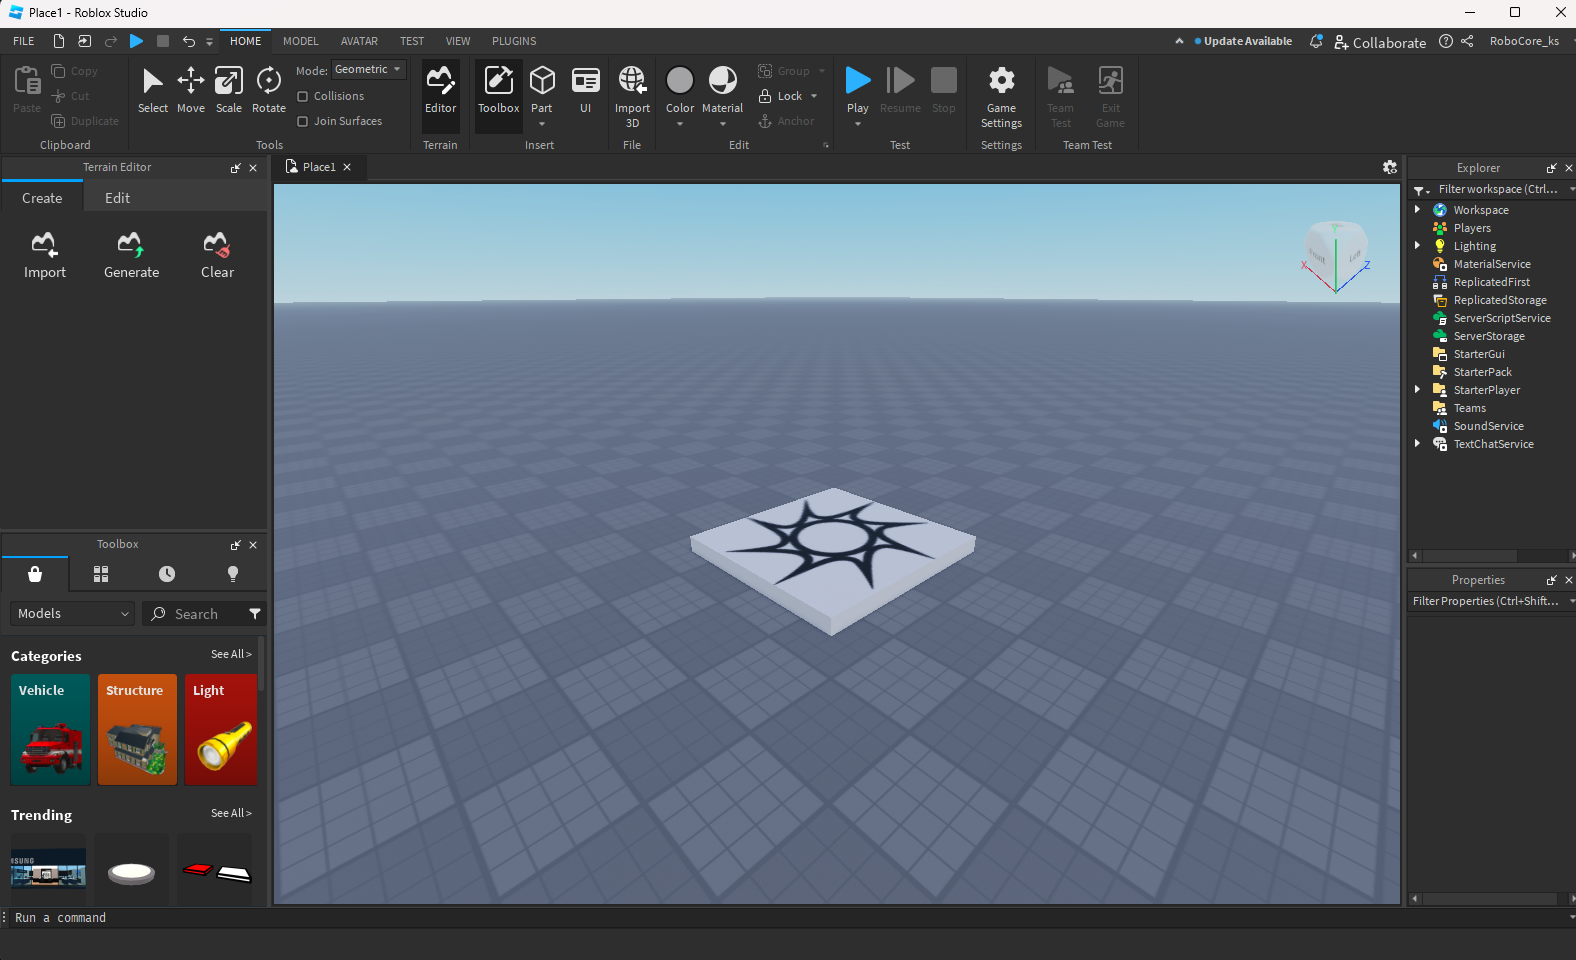 Place1 - Roblox Studio
FILE HOME MODEL AVATAR TEST VIEW PLUGINS Update Available Collaborate RoboCore_ks
Paste Copy Cut Duplicate
Clipboard
Select Move Scale Rotate
Mode: Geometric
Collisions
Join Surfaces
Tools
Editor
Terrain
Toolbox Part UI
Insert
Import 3D
File
Color Material Group Lock Anchor
Edit
Play Resume Stop
Test
Game Settings
Settings
Team Test Exit Game
Team Test
Terrain Editor
Create Edit
Import Generate Clear
Toolbox
Models Search
Categories See All >
Vehicle Structure Light
Trending See All >
Place1
Y
X
Z
Front
Left
Explorer
Filter workspace (Ctrl...
Workspace
Players
Lighting
MaterialService
ReplicatedFirst
ReplicatedStorage
ServerScriptService
ServerStorage
StarterGui
StarterPack
StarterPlayer
Teams
SoundService
TextChatService
Properties
Filter Properties (Ctrl+Shift...
Run a command